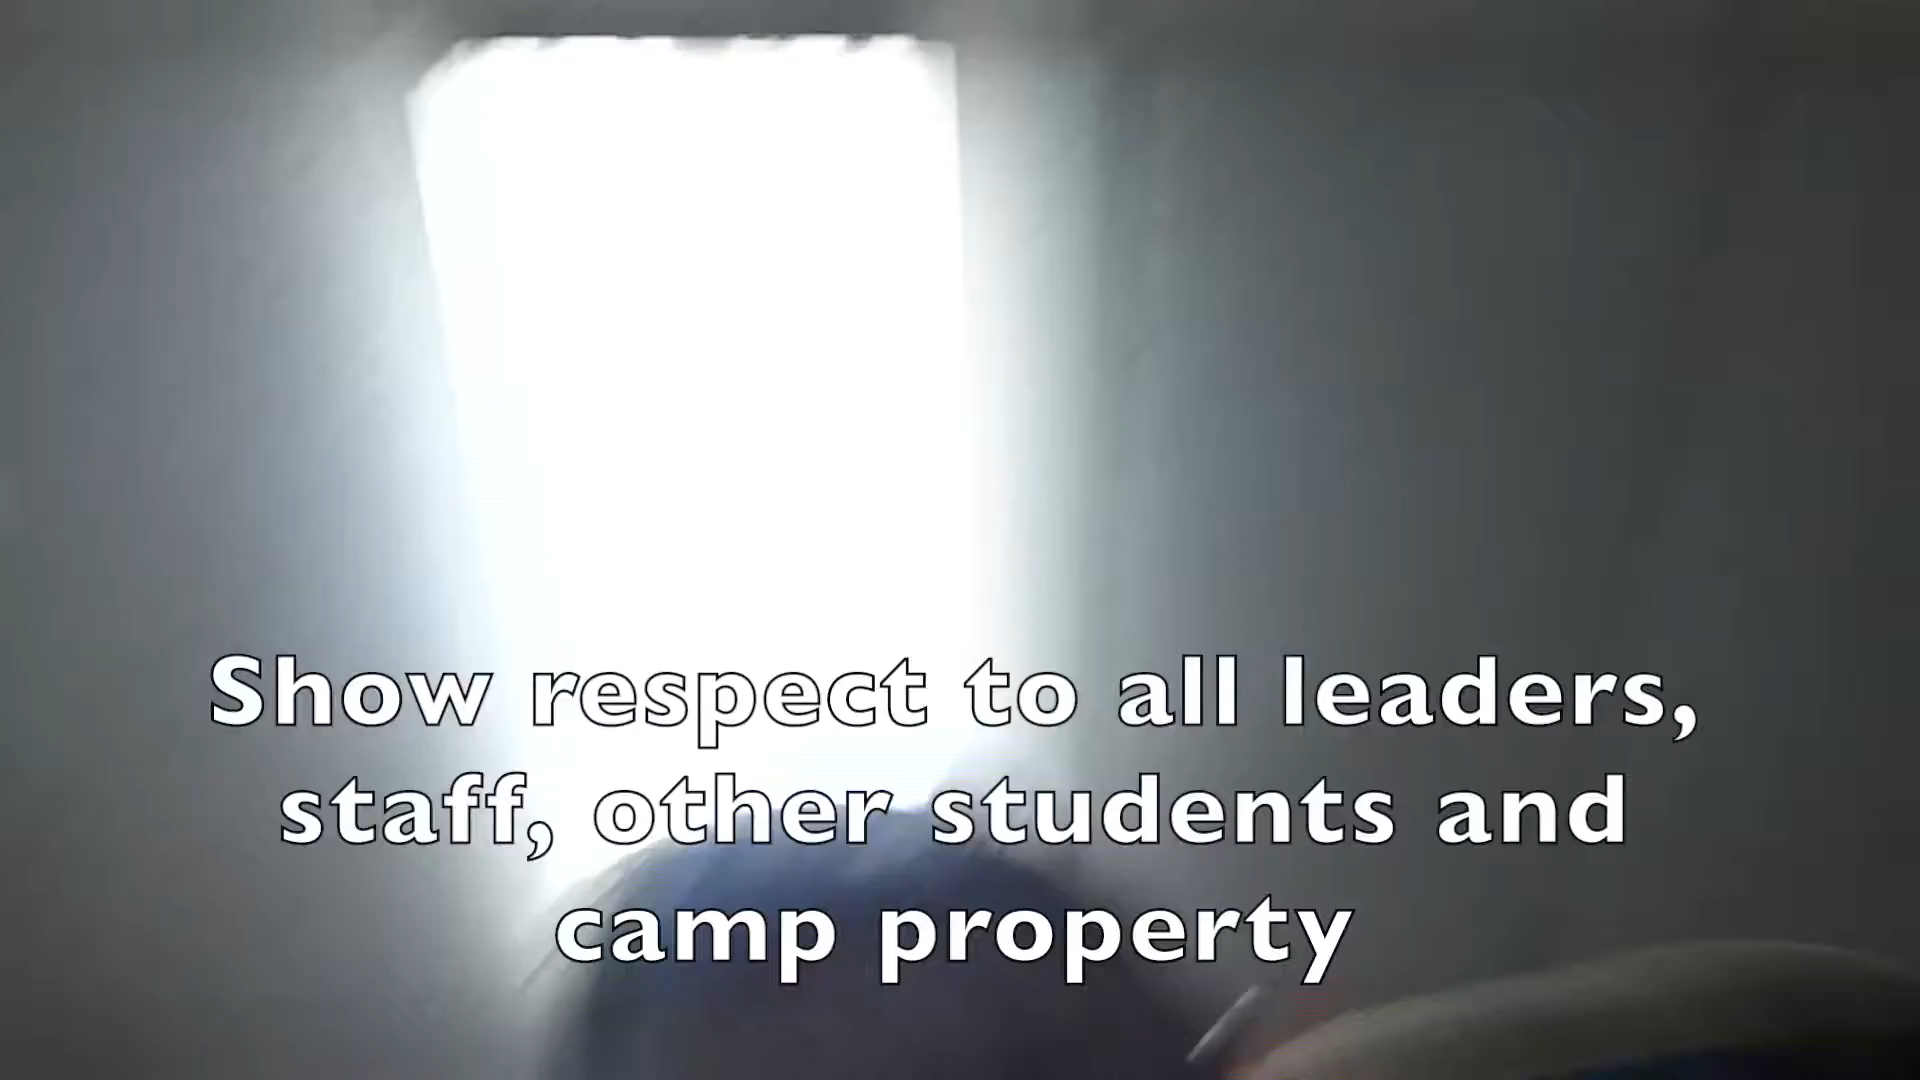 Show respect to all leaders,
staff, other students and
camp property